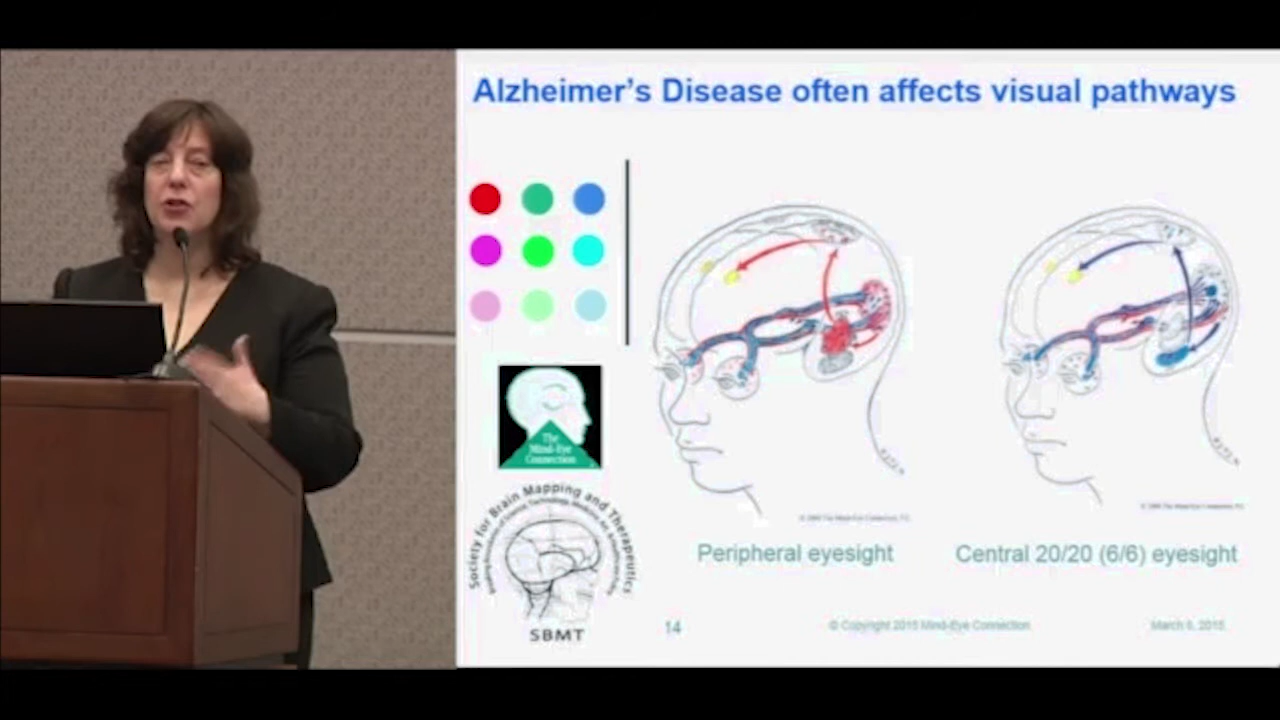 Alzheimer's Disease often affects visual pathways
The
Mind-Eye
Connection
Society for Brain Mapping and Therapeutics
SBMT
Peripheral eyesight
Central 20/20 (6/6) eyesight
14
© Copyright 2015 Mind-Eye Connection
March 6, 2015